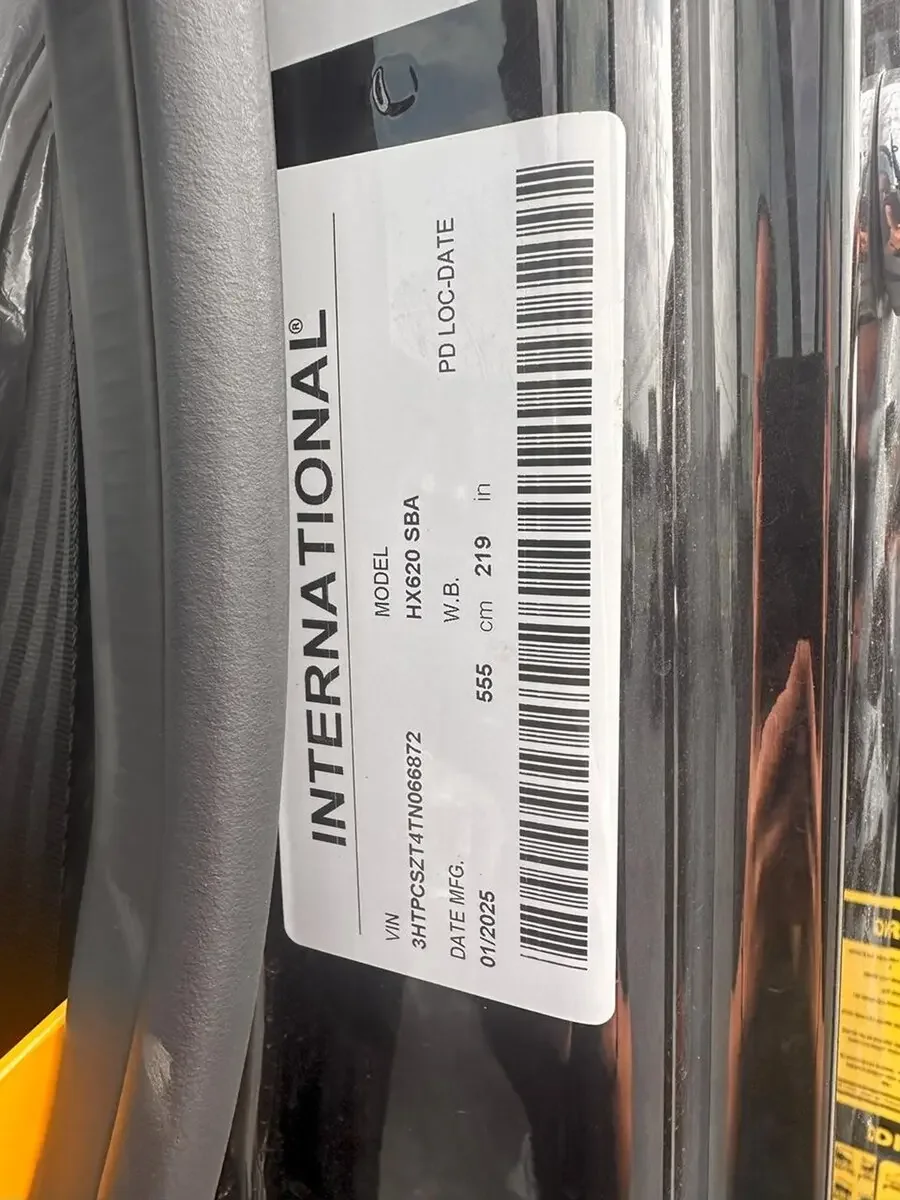 INTERNATIONAL®
VIN
3HTPCSZT4TN066872
MODEL
HX620 SBA
DATE MFG.
01/2025
W.B.
555 cm 219 in
PD LOC-DATE